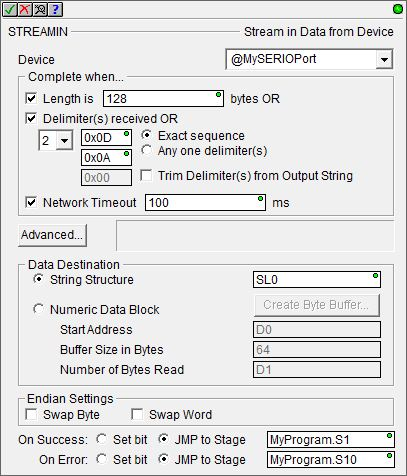 STREAMIN Stream in Data from Device
Device @MySERIOPort
Complete when...
Length is 128 bytes OR
Delimiter(s) received OR
2 0x0D Exact sequence
0x0A Any one delimiter(s)
0x00 Trim Delimiter(s) from Output String
Network Timeout 100 ms
Advanced...
Data Destination
String Structure SL0
Numeric Data Block Create Byte Buffer...
Start Address D0
Buffer Size in Bytes 64
Number of Bytes Read D1
Endian Settings
Swap Byte Swap Word
On Success: Set bit JMP to Stage MyProgram.S1
On Error: Set bit JMP to Stage MyProgram.S10